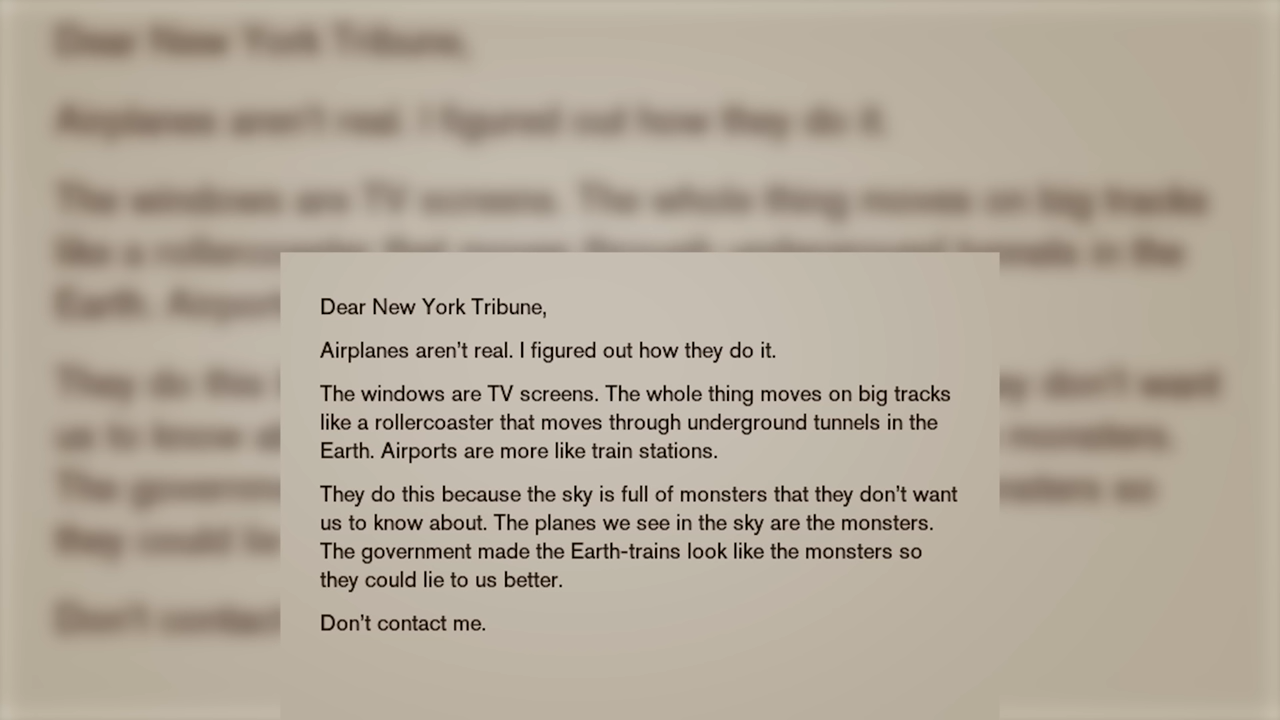 Dear New York Tribune,
Airplanes aren't real. I figured out how they do it.
The windows are TV screens. The whole thing moves on big tracks
like a rollercoaster that moves through underground tunnels in the
Earth. Airports are more like train stations.
They do this because the sky is full of monsters that they don't want
us to know about. The planes we see in the sky are the monsters.
The government made the Earth-trains look like the monsters so
they could lie to us better.
Don't contact me.